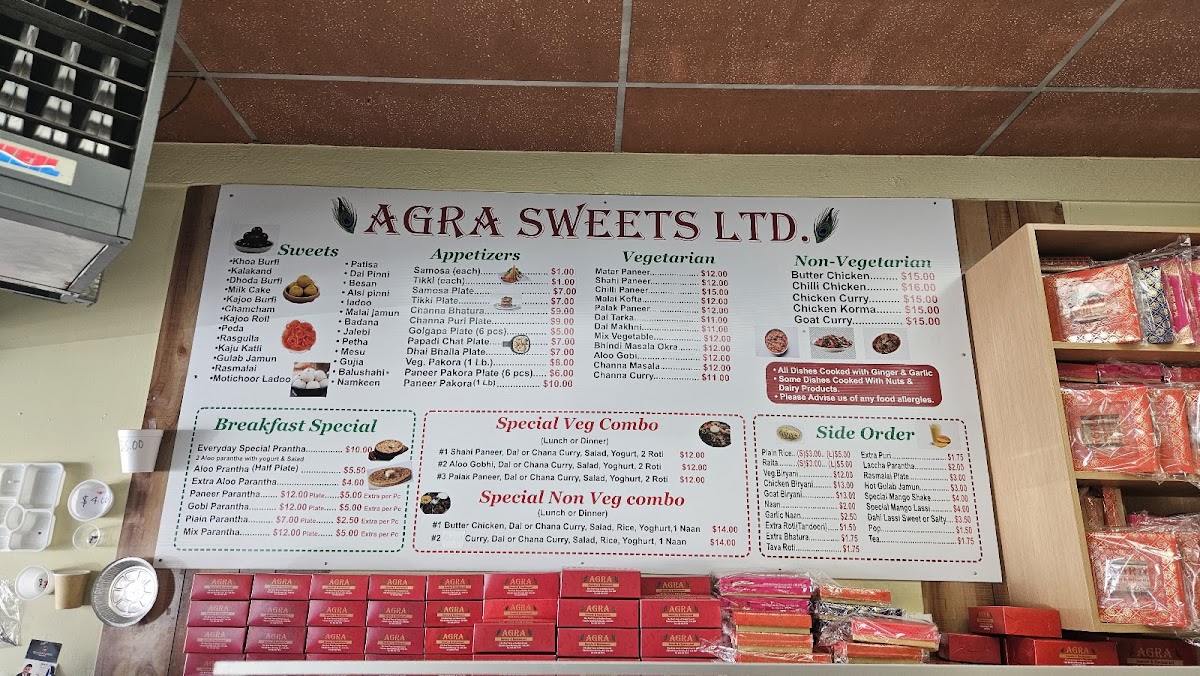 AGRA SWEETS LTD.
Sweets
•Khoa Burfi
•Kalakand
•Dhoda Burfi
•Milk Cake
•Kajoo Burfi
•Chamcham
•Kajoo Roll
•Peda
•Rasgulla
•Kaju Katli
•Gulab Jamun
•Rasmalai
•Motichoor Ladoo
• Patisa
• Dal Pinni
• Besan
• Alsi pinni
• ladoo
• Malai jamun
• Badana
• Jalebi
• Petha
• Mesu
• Gujia
• Balushahi
• Namkeen
Appetizers
Samosa (each) $1.00
Tikki (each) $1.00
Samosa Plate $7.00
Tikki Plate $7.00
Channa Bhatura $9.00
Channa Puri Plate $9.00
Golgapa Plate (6 pcs) $5.00
Papadi Chat Plate $7.00
Dhai Bhalla Plate $7.00
Veg. Pakora (1 Lb.) $8.00
Paneer Pakora Plate (6 pcs) $6.00
Paneer Pakora (1 Lb) $10.00
Vegetarian
Matar Paneer $12.00
Shahi Paneer $12.00
Chili Paneer $15.00
Malai Kofta $12.00
Palak Paneer $12.00
Dal Tarka $11.00
Dal Makhni $11.00
Mix Vegetable $12.00
Bhindi Masala Okra $12.00
Aloo Gobi $12.00
Channa Masala $12.00
Channa Curry $11.00
Non-Vegetarian
Butter Chicken $15.00
Chilli Chicken $16.00
Chicken Curry $15.00
Chicken Korma $15.00
Goat Curry $15.00
• All Dishes Cooked with Ginger & Garlic
• Some Dishes Cooked With Nuts &
Dairy Products.
• Please Advise us of any food allergies.
Breakfast Special
Everyday Special Prantha $10.00
2 Aloo parantha with yogurt & Salad
Aloo Prantha (Half Plate) $5.50
Extra Aloo Prantha $4.00
Paneer Parantha $12.00 Plate $5.00 Extra per Pc
Gobi Parantha $12.00 Plate $5.00 Extra per Pc
Plain Parantha $7.00 Plate $2.50 Extra per Pc
Mix Parantha $12.00 Plate $5.00 Extra per Pc
Special Veg Combo
(Lunch or Dinner)
#1 Shahi Paneer, Dal or Chana Curry, Salad, Yogurt, 2 Roti $12.00
#2 Aloo Gobhi, Dal or Chana Curry, Salad, Yoghurt, 2 Roti $12.00
#3 Palak Paneer, Dal or Chana Curry, Salad, Yoghurt, 2 Roti $12.00
Special Non Veg combo
(Lunch or Dinner)
#1 Butter Chicken, Dal or Chana Curry, Salad, Rice, Yoghurt,1 Naan $14.00
#2 Curry, Dal or Chana Curry, Salad, Rice, Yoghurt, 1 Naan $14.00
Side Order
Plain Rice (S)$3.00 (L)$5.00
Raita (S)$3.00 (L)$5.00
Veg Biryani $12.00
Chicken Biryani $13.00
Goat Biryani $13.00
Naan $2.00
Garlic Naan $2.50
Extra Roti(Tandoori) $1.50
Extra Bhatura $1.75
Tava Roti $1.75
Extra Puri $1.75
Laccha Parantha $2.05
Rasmalai Plate $3.00
Hot Gulab Jamun $3.00
Special Mango Shake $4.00
Special Mango Lassi $4.00
Dahi Lassi Sweet or Salty $3.50
Pop $1.50
Tea $1.75
AGRA
AGRA
AGRA
AGRA
AGRA
AGRA
AGRA
AGRA